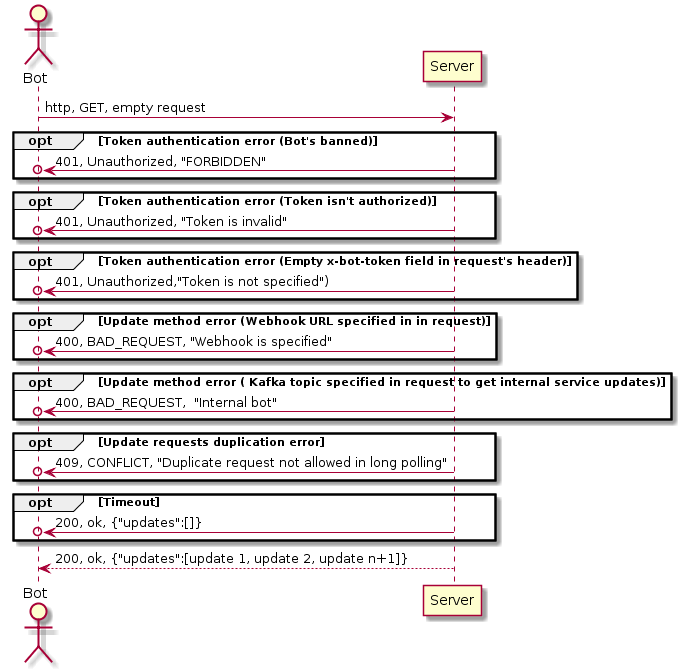 Bot
Server
http, GET, empty request
opt [Token authentication error (Bot's banned)]
401, Unauthorized, "FORBIDDEN"
opt [Token authentication error (Token isn't authorized)]
401, Unauthorized, "Token is invalid"
opt [Token authentication error (Empty x-bot-token field in request's header)]
401, Unauthorized,"Token is not specified")
opt [Update method error (Webhook URL specified in in request)]
400, BAD_REQUEST, "Webhook is specified"
opt [Update method error ( Kafka topic specified in request to get internal service updates)]
400, BAD_REQUEST,  "Internal bot"
opt [Update requests duplication error]
409, CONFLICT, "Duplicate request not allowed in long polling"
opt [Timeout]
200, ok, {"updates":[]}
200, ok, {"updates":[update 1, update 2, update n+1]}
Bot
Server